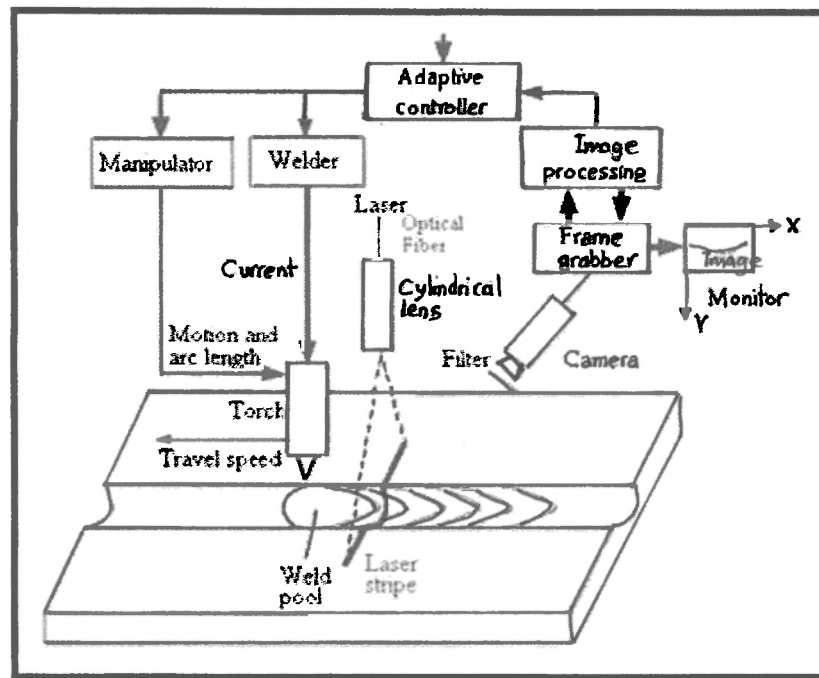 Adaptive
controller
Manipulator
Welder
Image
processing
Laser
Optical
Fiber
Frame
grabber
X
Image
Current
Cylindrical
lens
Monitor
Y
Motion and
arc length
Filter
Camera
Torch
Travel speed
Weld
pool
Laser
stripe